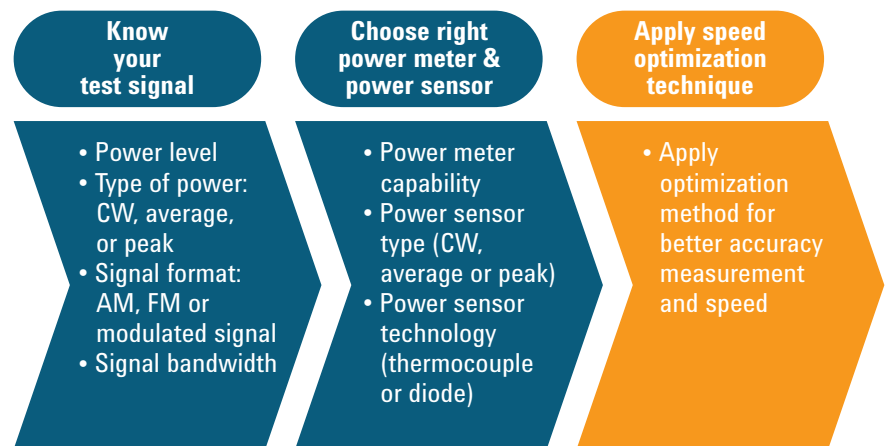 Know
your
test signal
Choose right
power meter &
power sensor
Apply speed
optimization
technique
• Power level
• Type of power:
CW, average,
or peak
• Signal format:
AM, FM or
modulated signal
• Signal bandwidth
• Power meter
capability
• Power sensor
type (CW,
average or peak)
• Power sensor
technology
(thermocouple
or diode)
• Apply
optimization
method for
better accuracy
measurement
and speed